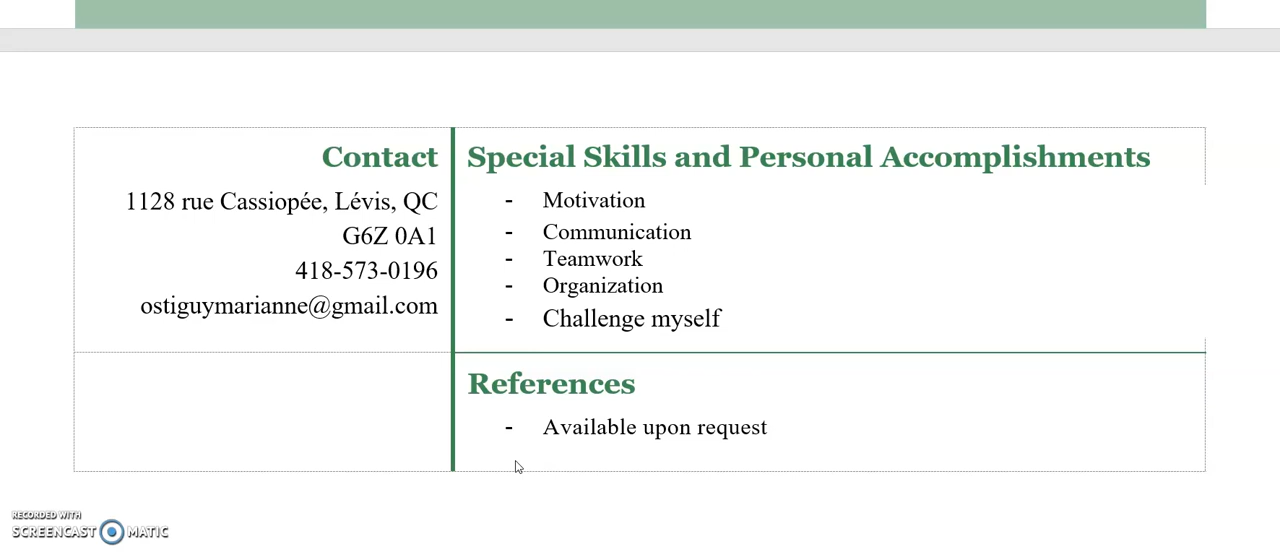 Contact
1128 rue Cassiopée, Lévis, QC
G6Z 0A1
418-573-0196
ostiguymarianne@gmail.com
Special Skills and Personal Accomplishments
- Motivation
- Communication
- Teamwork
- Organization
- Challenge myself
References
- Available upon request
RECORDED WITH
SCREENCAST MATIC